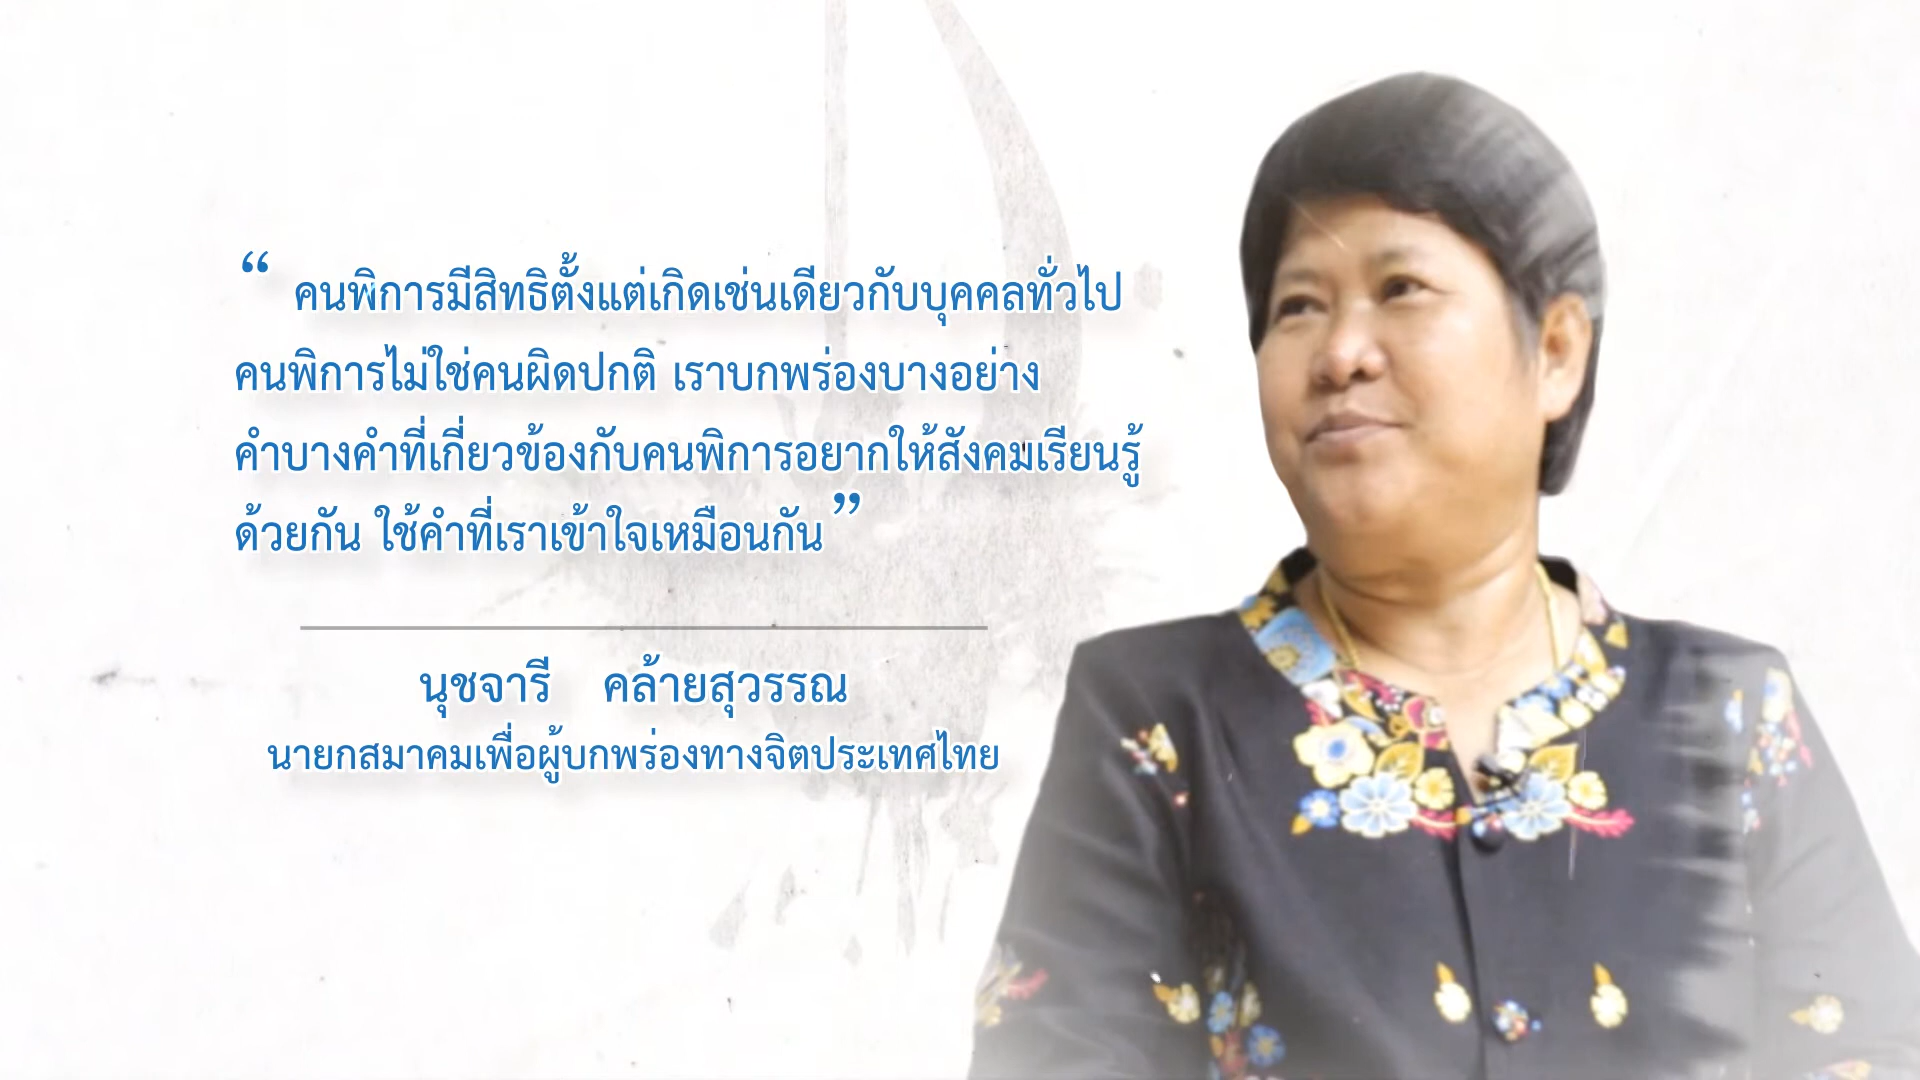 “ คนพิการมีสิทธิตั้งแต่เกิดเช่นเดียวกับบุคคลทั่วไป
คนพิการไม่ใช่คนผิดปกติ เราบกพร่องบางอย่าง
คำบางคำที่เกี่ยวข้องกับคนพิการอยากให้สังคมเรียนรู้
ด้วยกัน ใช้คำที่เราเข้าใจเหมือนกัน ”
นุชจารี คล้ายสุวรรณ
นายกสมาคมเพื่อผู้บกพร่องทางจิตประเทศไทย